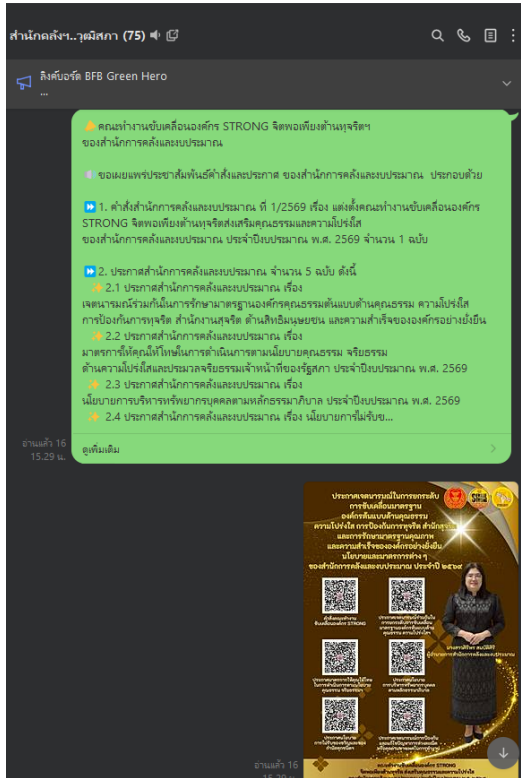 สำนักคลังฯ..วุฒิสภา (75)
ลิงค์บอร์ด BFB Green Hero
...
คณะทำงานขับเคลื่อนองค์กร STRONG จิตพอเพียงต้านทุจริตฯ
ของสำนักการคลังและงบประมาณ
ขอเผยแพร่ประชาสัมพันธ์คำสั่งและประกาศ ของสำนักการคลังและงบประมาณ ประกอบด้วย
1. คำสั่งสำนักการคลังและงบประมาณ ที่ 1/2569 เรื่อง แต่งตั้งคณะทำงานขับเคลื่อนองค์กร
STRONG จิตพอเพียงต้านทุจริตส่งเสริมคุณธรรมและความโปร่งใส
ของสำนักการคลังและงบประมาณ ประจำปีงบประมาณ พ.ศ. 2569 จำนวน 1 ฉบับ
2. ประกาศสำนักการคลังและงบประมาณ จำนวน 5 ฉบับ ดังนี้
2.1 ประกาศสำนักการคลังและงบประมาณ เรื่อง
เจตนารมณ์ร่วมกันในการรักษามาตรฐานองค์กรคุณธรรมต้นแบบด้านคุณธรรม ความโปร่งใส
การป้องกันการทุจริต สำนักงานสุจริต ด้านสิทธิมนุษยชน และความสำเร็จขององค์กรอย่างยั่งยืน
2.2 ประกาศสำนักการคลังและงบประมาณ เรื่อง
มาตรการให้คุณให้โทษในการดำเนินการตามนโยบายคุณธรรม จริยธรรม
ด้านความโปร่งใสและประมวลจริยธรรมเจ้าหน้าที่ของรัฐสภา ประจำปีงบประมาณ พ.ศ. 2569
2.3 ประกาศสำนักการคลังและงบประมาณ เรื่อง
นโยบายการบริหารทรัพยากรบุคคลตามหลักธรรมาภิบาล ประจำปีงบประมาณ พ.ศ. 2569
2.4 ประกาศสำนักการคลังและงบประมาณ เรื่อง นโยบายการไม่รับข...
ดูเพิ่มเติม
อ่านแล้ว 16
15.29 น.
ประกาศเจตนารมณ์ในการยกระดับ
การขับเคลื่อนมาตรฐาน
องค์กรต้นแบบด้านคุณธรรม
ความโปร่งใส การป้องกันการทุจริต
และการรักษามาตรฐานคุณภาพ
และความสำเร็จขององค์กรอย่างยั่งยืน
นโยบายและมาตรการต่าง ๆ
ของสำนักการคลังและงบประมาณ ประจำปี ๒๕๖๙
คำสั่งคณะทำงาน
ขับเคลื่อนองค์กร STRONG
ผู้อำนวยการสำนักการคลังและงบประมาณ
อ่านแล้ว 16
15.29 น.